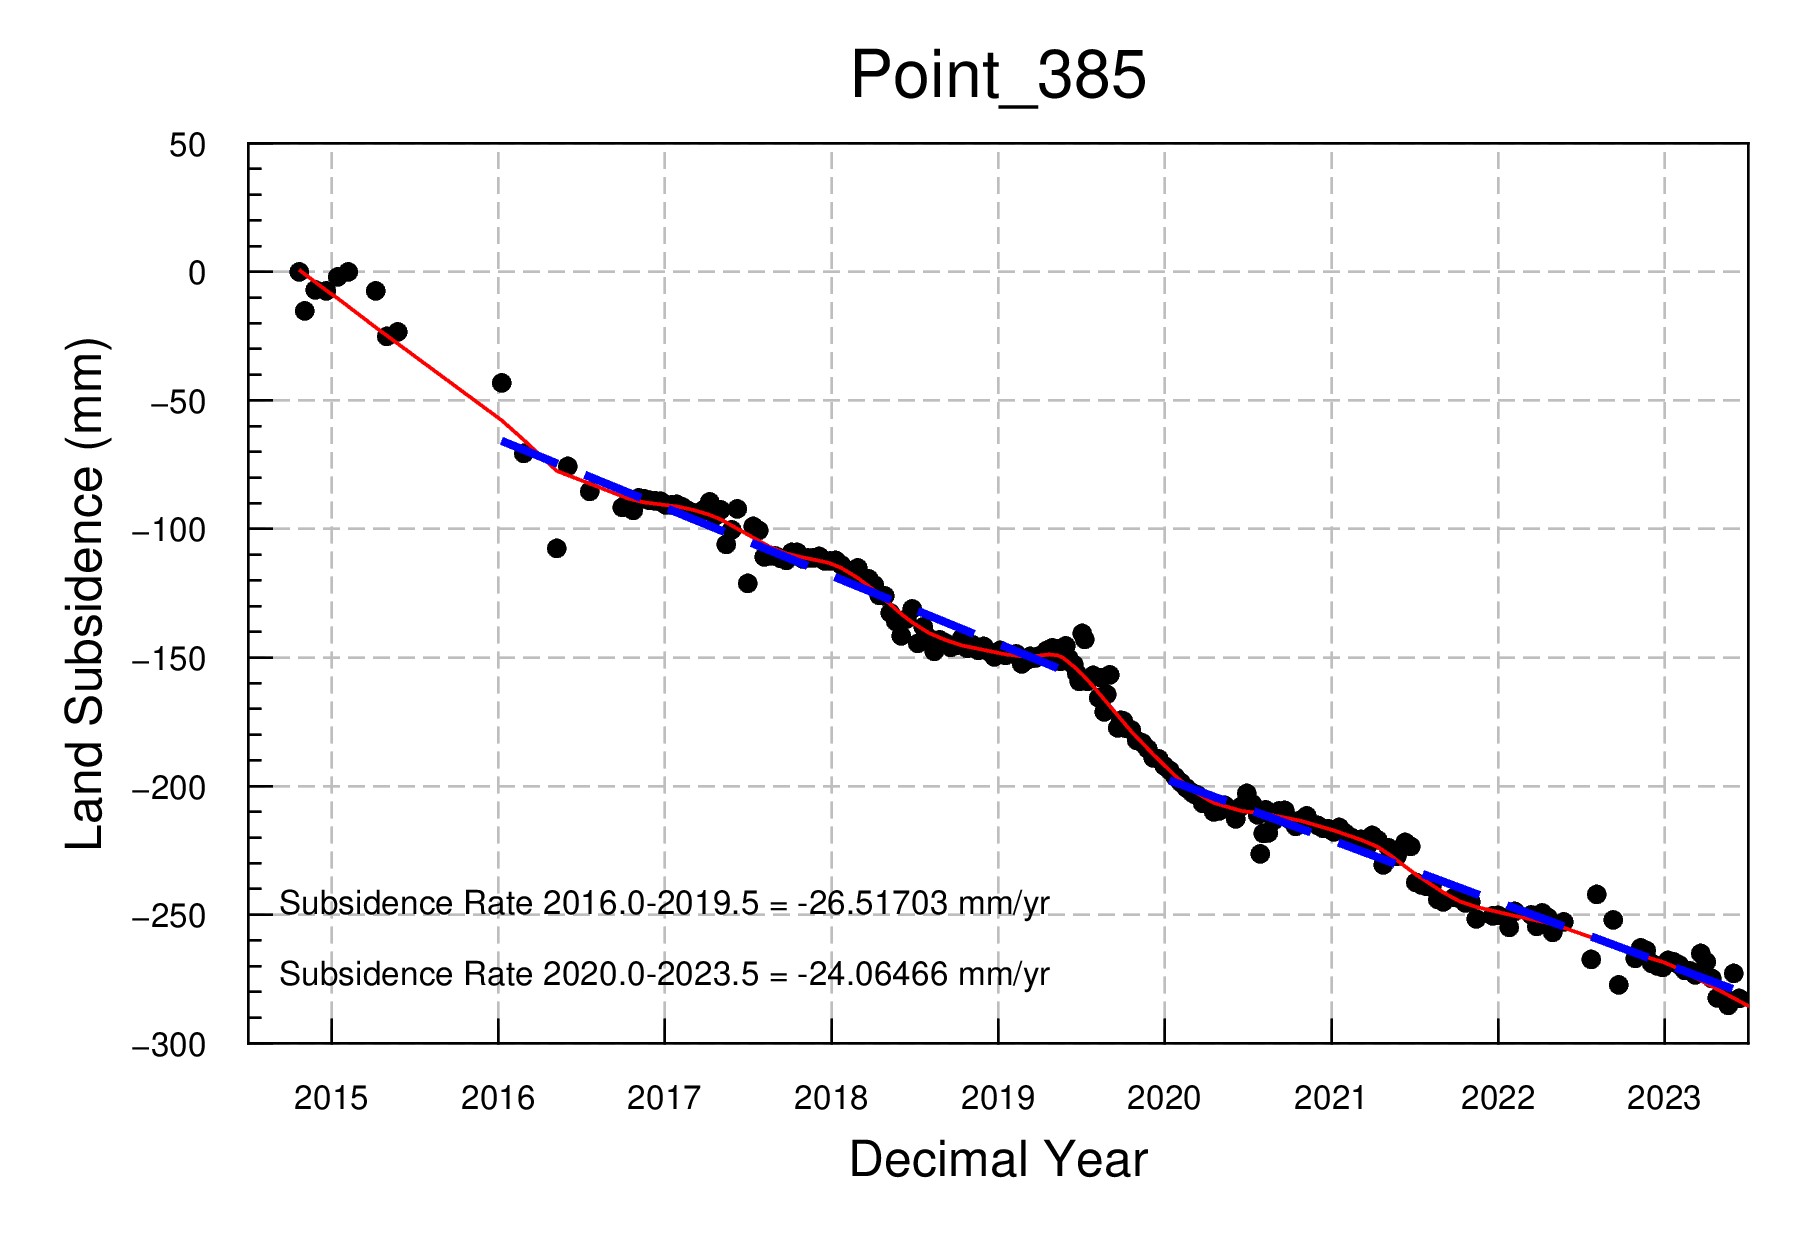 Point_385
50
0
−50
−100
−150
−200
−250
−300
Land Subsidence (mm)
Subsidence Rate 2016.0-2019.5 = -26.51703 mm/yr
Subsidence Rate 2020.0-2023.5 = -24.06466 mm/yr
2015 2016 2017 2018 2019 2020 2021 2022 2023
Decimal Year